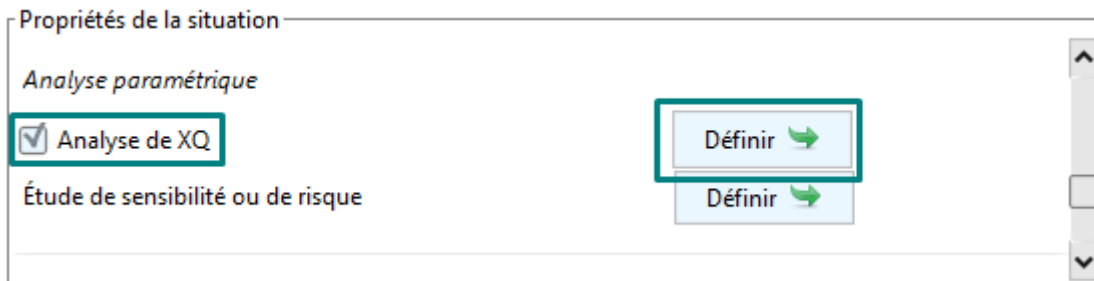 Propriétés de la situation
Analyse paramétrique
Analyse de XQ Définir
Étude de sensibilité ou de risque Définir